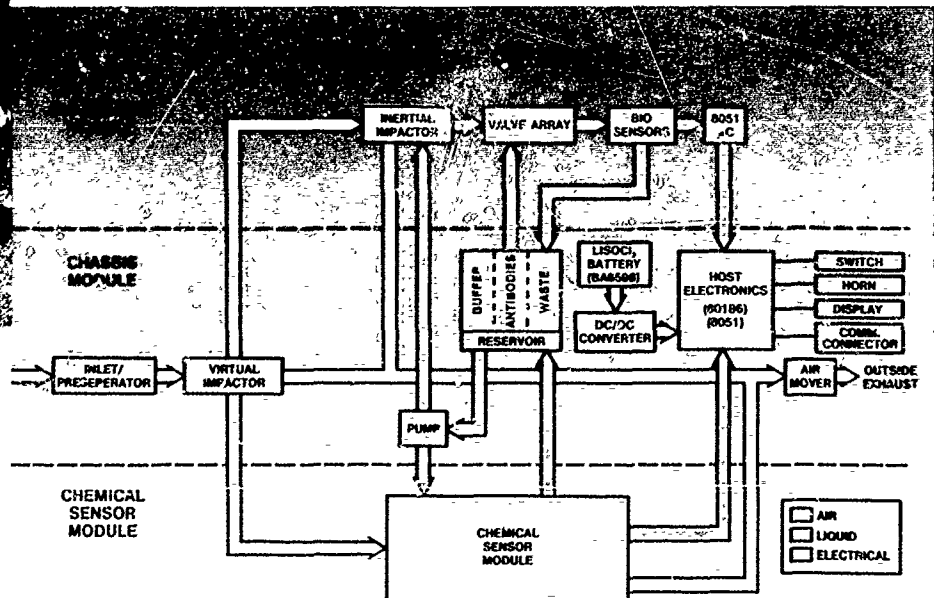 INERTIAL
IMPACTOR
VALVE ARRAY
BIO
SENSORS
8051
µC
CHASSIS
MODULE
BUFFER
ANTIBODIES
WASTE
RESERVOIR
BATTERY
DC/DC
CONVERTER
HOST
ELECTRONICS
(80186)
(8051)
SWITCH
HORN
DISPLAY
COMM.
CONNECTOR
INLET/
PRESEPERATOR
VIRTUAL
IMPACTOR
AIR
MOVER
OUTSIDE
EXHAUST
PUMP
CHEMICAL
SENSOR
MODULE
CHEMICAL
SENSOR
MODULE
AIR
LIQUID
ELECTRICAL